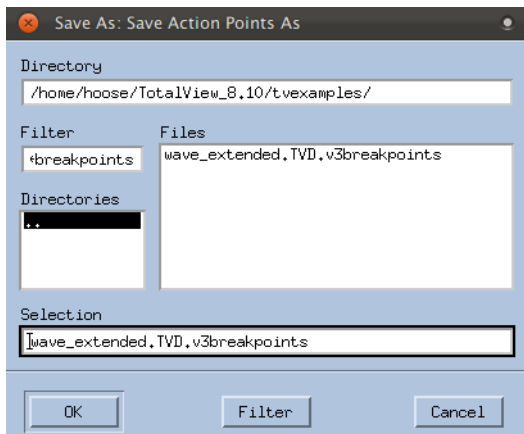 Save As: Save Action Points As
Directory
/home/hoose/TotalView_8.10/tvexamples/
Filter
Files
*breakpoints
wave_extended.TVD.v3breakpoints
Directories
..
Selection
wave_extended.TVD.v3breakpoints
OK
Filter
Cancel